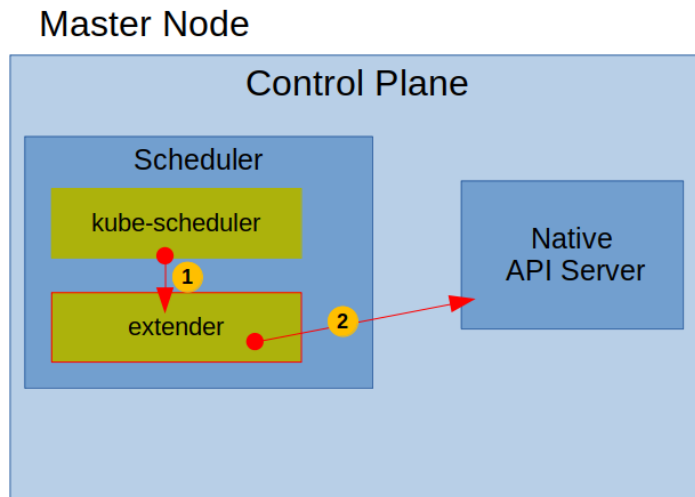 Master Node
Control Plane
Scheduler
kube-scheduler
1
extender
2
Native
API Server